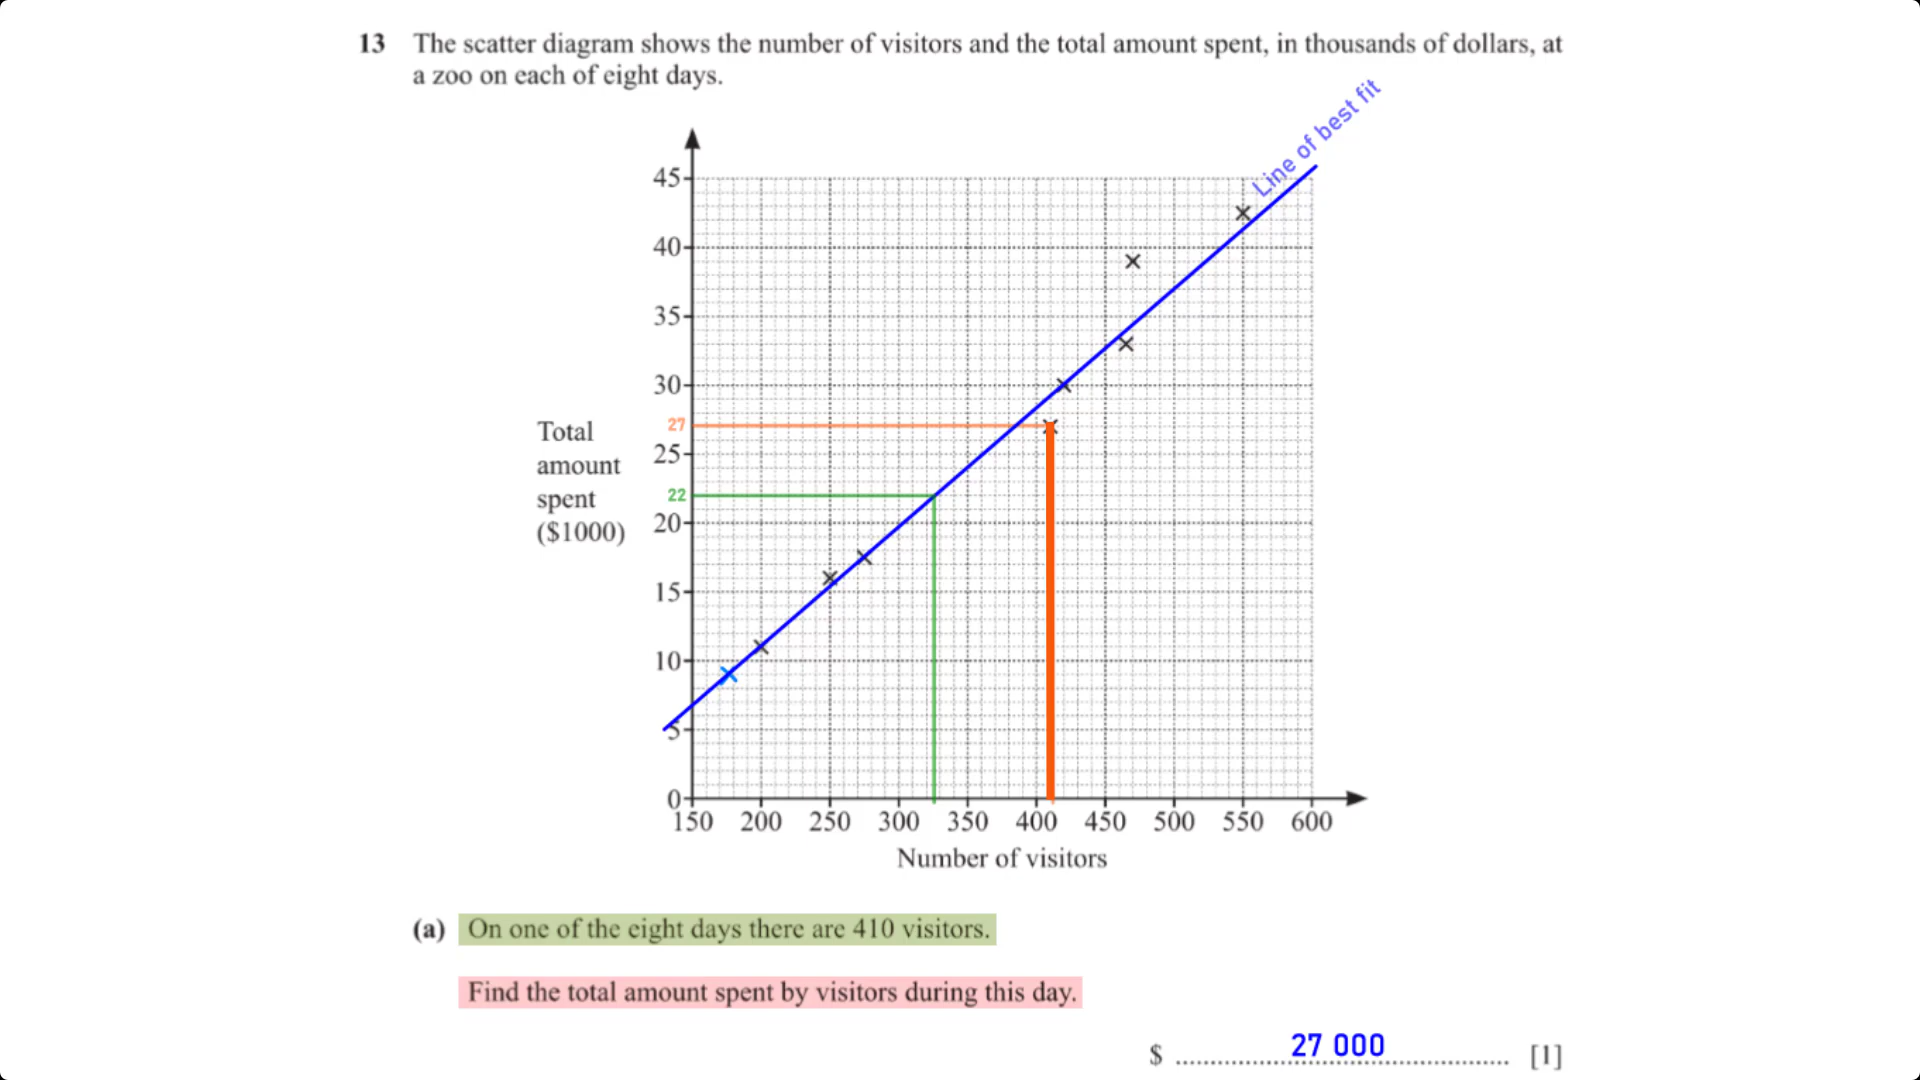 13 The scatter diagram shows the number of visitors and the total amount spent, in thousands of dollars, at
a zoo on each of eight days.
Line of best fit
45
40
35
30
27
25
22
20
15
10
5
0
Total
amount
spent
($1000)
150 200 250 300 350 400 450 500 550 600
Number of visitors
(a) On one of the eight days there are 410 visitors.
Find the total amount spent by visitors during this day.
$ 27 000 [1]